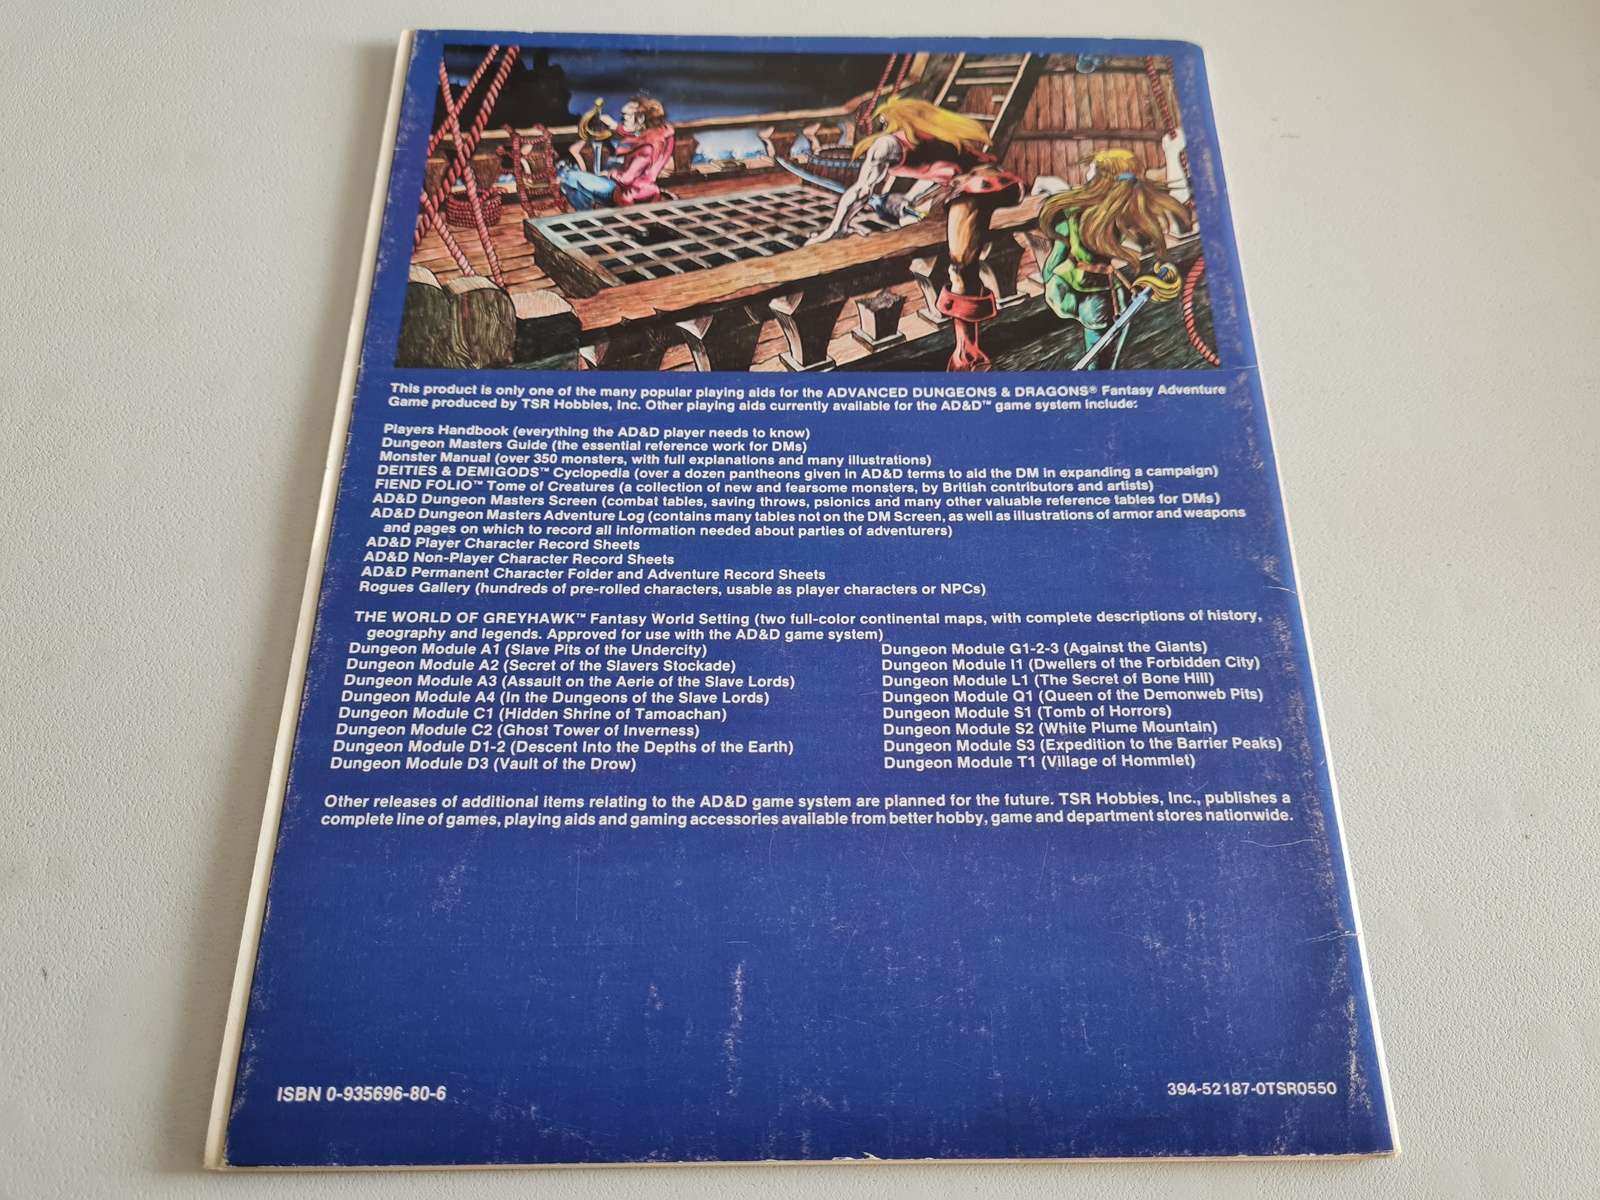 This product is only one of the many popular playing aids for the ADVANCED DUNGEONS & DRAGONS® Fantasy Adventure
Game produced by TSR Hobbies, Inc. Other playing aids currently available for the AD&D™ game system include:
Players Handbook (everything the AD&D player needs to know)
Dungeon Masters Guide (the essential reference work for DMs)
Monster Manual (over 350 monsters, with full explanations and many illustrations)
DEITIES & DEMIGODS™ Cyclopedia (over a dozen pantheons given in AD&D terms to aid the DM in expanding a campaign)
FIEND FOLIO™ Tome of Creatures (a collection of new and fearsome monsters, by British contributors and artists)
AD&D Dungeon Masters Screen (combat tables, saving throws, psionics and many other valuable reference tables for DMs)
AD&D Dungeon Masters Adventure Log (contains many tables not on the DM Screen, as well as illustrations of armor and weapons
and pages on which to record all information needed about parties of adventurers)
AD&D Player Character Record Sheets
AD&D Non-Player Character Record Sheets
AD&D Permanent Character Folder and Adventure Record Sheets
Rogues Gallery (hundreds of pre-rolled characters, usable as player characters or NPCs)
THE WORLD OF GREYHAWK™ Fantasy World Setting (two full-color continental maps, with complete descriptions of history,
geography and legends. Approved for use with the AD&D game system)
Dungeon Module A1 (Slave Pits of the Undercity)
Dungeon Module A2 (Secret of the Slavers Stockade)
Dungeon Module A3 (Assault on the Aerie of the Slave Lords)
Dungeon Module A4 (In the Dungeons of the Slave Lords)
Dungeon Module C1 (Hidden Shrine of Tamoachan)
Dungeon Module C2 (Ghost Tower of Inverness)
Dungeon Module D1-2 (Descent Into the Depths of the Earth)
Dungeon Module D3 (Vault of the Drow)
Dungeon Module G1-2-3 (Against the Giants)
Dungeon Module I1 (Dwellers of the Forbidden City)
Dungeon Module L1 (The Secret of Bone Hill)
Dungeon Module Q1 (Queen of the Demonweb Pits)
Dungeon Module S1 (Tomb of Horrors)
Dungeon Module S2 (White Plume Mountain)
Dungeon Module S3 (Expedition to the Barrier Peaks)
Dungeon Module T1 (Village of Hommlet)
Other releases of additional items relating to the AD&D game system are planned for the future. TSR Hobbies, Inc., publishes a
complete line of games, playing aids and gaming accessories available from better hobby, game and department stores nationwide.
ISBN 0-935696-80-6
394-52187-0TSR0550